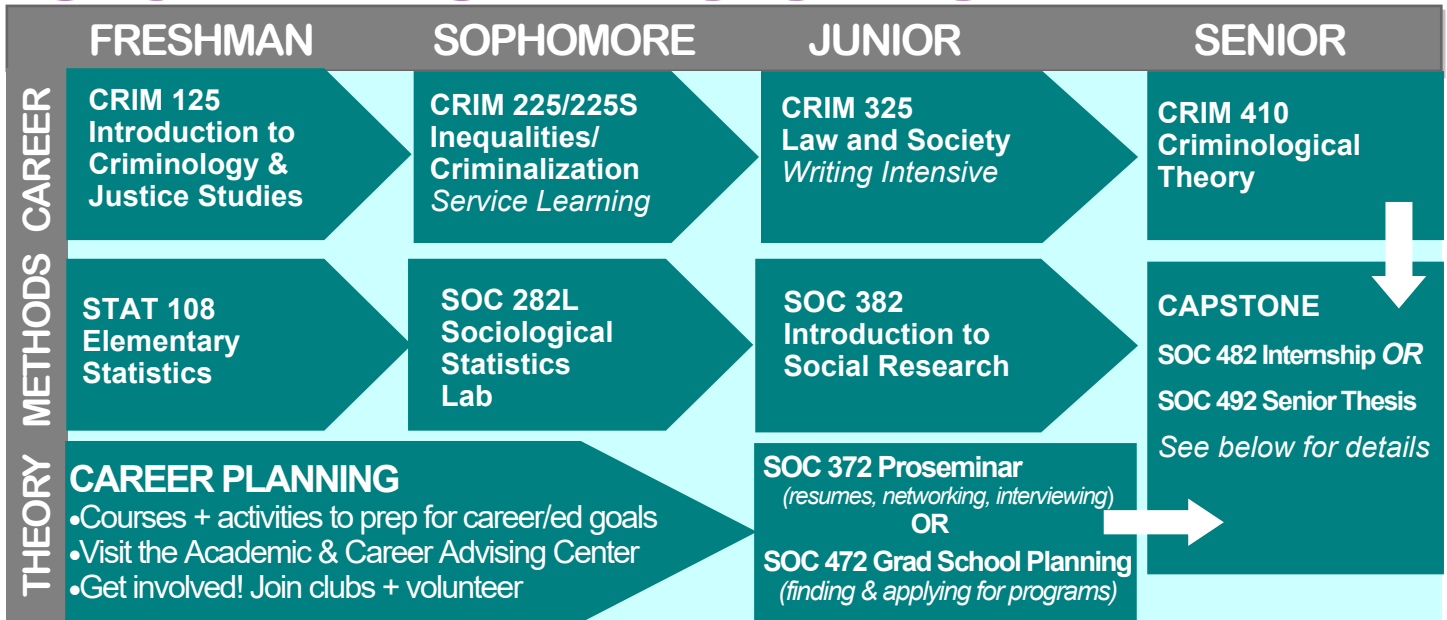 FRESHMAN
SOPHOMORE
JUNIOR
SENIOR
CAREER
CRIM 125
Introduction to
Criminology &
Justice Studies
CRIM 225/225S
Inequalities/
Criminalization
Service Learning
CRIM 325
Law and Society
Writing Intensive
CRIM 410
Criminological
Theory
METHODS
STAT 108
Elementary
Statistics
SOC 282L
Sociological
Statistics
Lab
SOC 382
Introduction to
Social Research
CAPSTONE
SOC 482 Internship OR
SOC 492 Senior Thesis
See below for details
THEORY
CAREER PLANNING
•Courses + activities to prep for career/ed goals
•Visit the Academic & Career Advising Center
•Get involved! Join clubs + volunteer
SOC 372 Proseminar
(resumes, networking, interviewing)
OR
SOC 472 Grad School Planning
(finding & applying for programs)